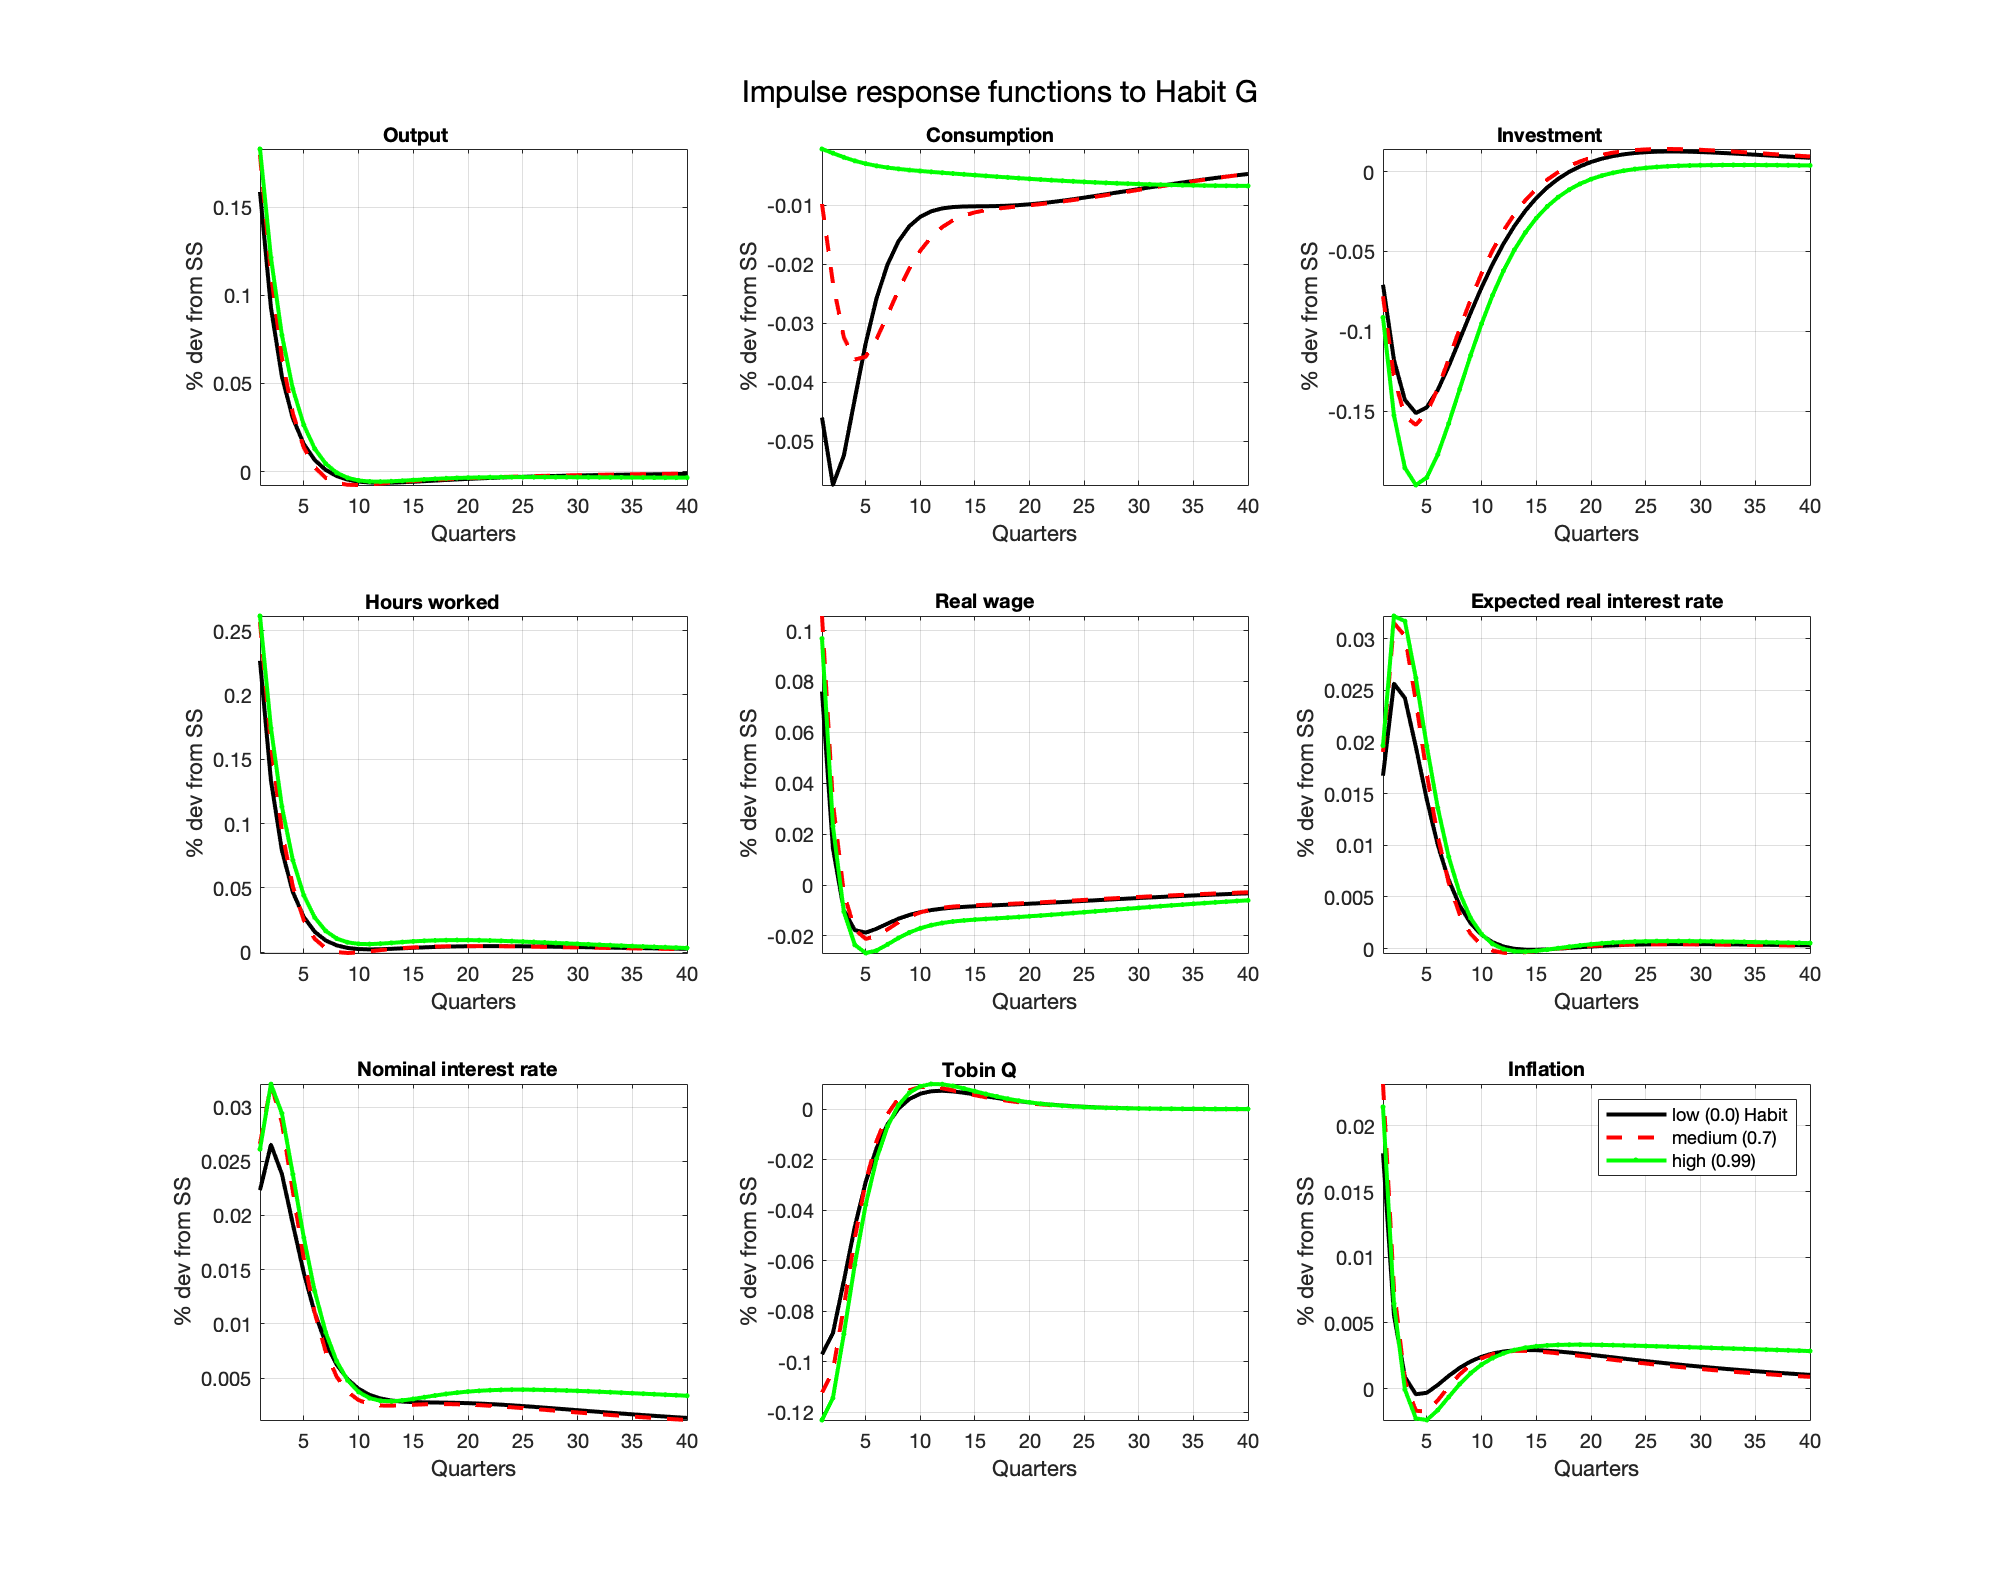 Impulse response functions to Habit G
Output
% dev from SS
0.15
0.1
0.05
0
5 10 15 20 25 30 35 40
Quarters
Consumption
% dev from SS
-0.01
-0.02
-0.03
-0.04
-0.05
5 10 15 20 25 30 35 40
Quarters
Investment
% dev from SS
0
-0.05
-0.1
-0.15
5 10 15 20 25 30 35 40
Quarters
Hours worked
% dev from SS
0.25
0.2
0.15
0.1
0.05
0
5 10 15 20 25 30 35 40
Quarters
Real wage
% dev from SS
0.1
0.08
0.06
0.04
0.02
0
-0.02
5 10 15 20 25 30 35 40
Quarters
Expected real interest rate
% dev from SS
0.03
0.025
0.02
0.015
0.01
0.005
0
5 10 15 20 25 30 35 40
Quarters
Nominal interest rate
% dev from SS
0.03
0.025
0.02
0.015
0.01
0.005
5 10 15 20 25 30 35 40
Quarters
Tobin Q
% dev from SS
0
-0.02
-0.04
-0.06
-0.08
-0.1
-0.12
5 10 15 20 25 30 35 40
Quarters
Inflation
% dev from SS
0.02
0.015
0.01
0.005
0
low (0.0) Habit
medium (0.7)
high (0.99)
5 10 15 20 25 30 35 40
Quarters